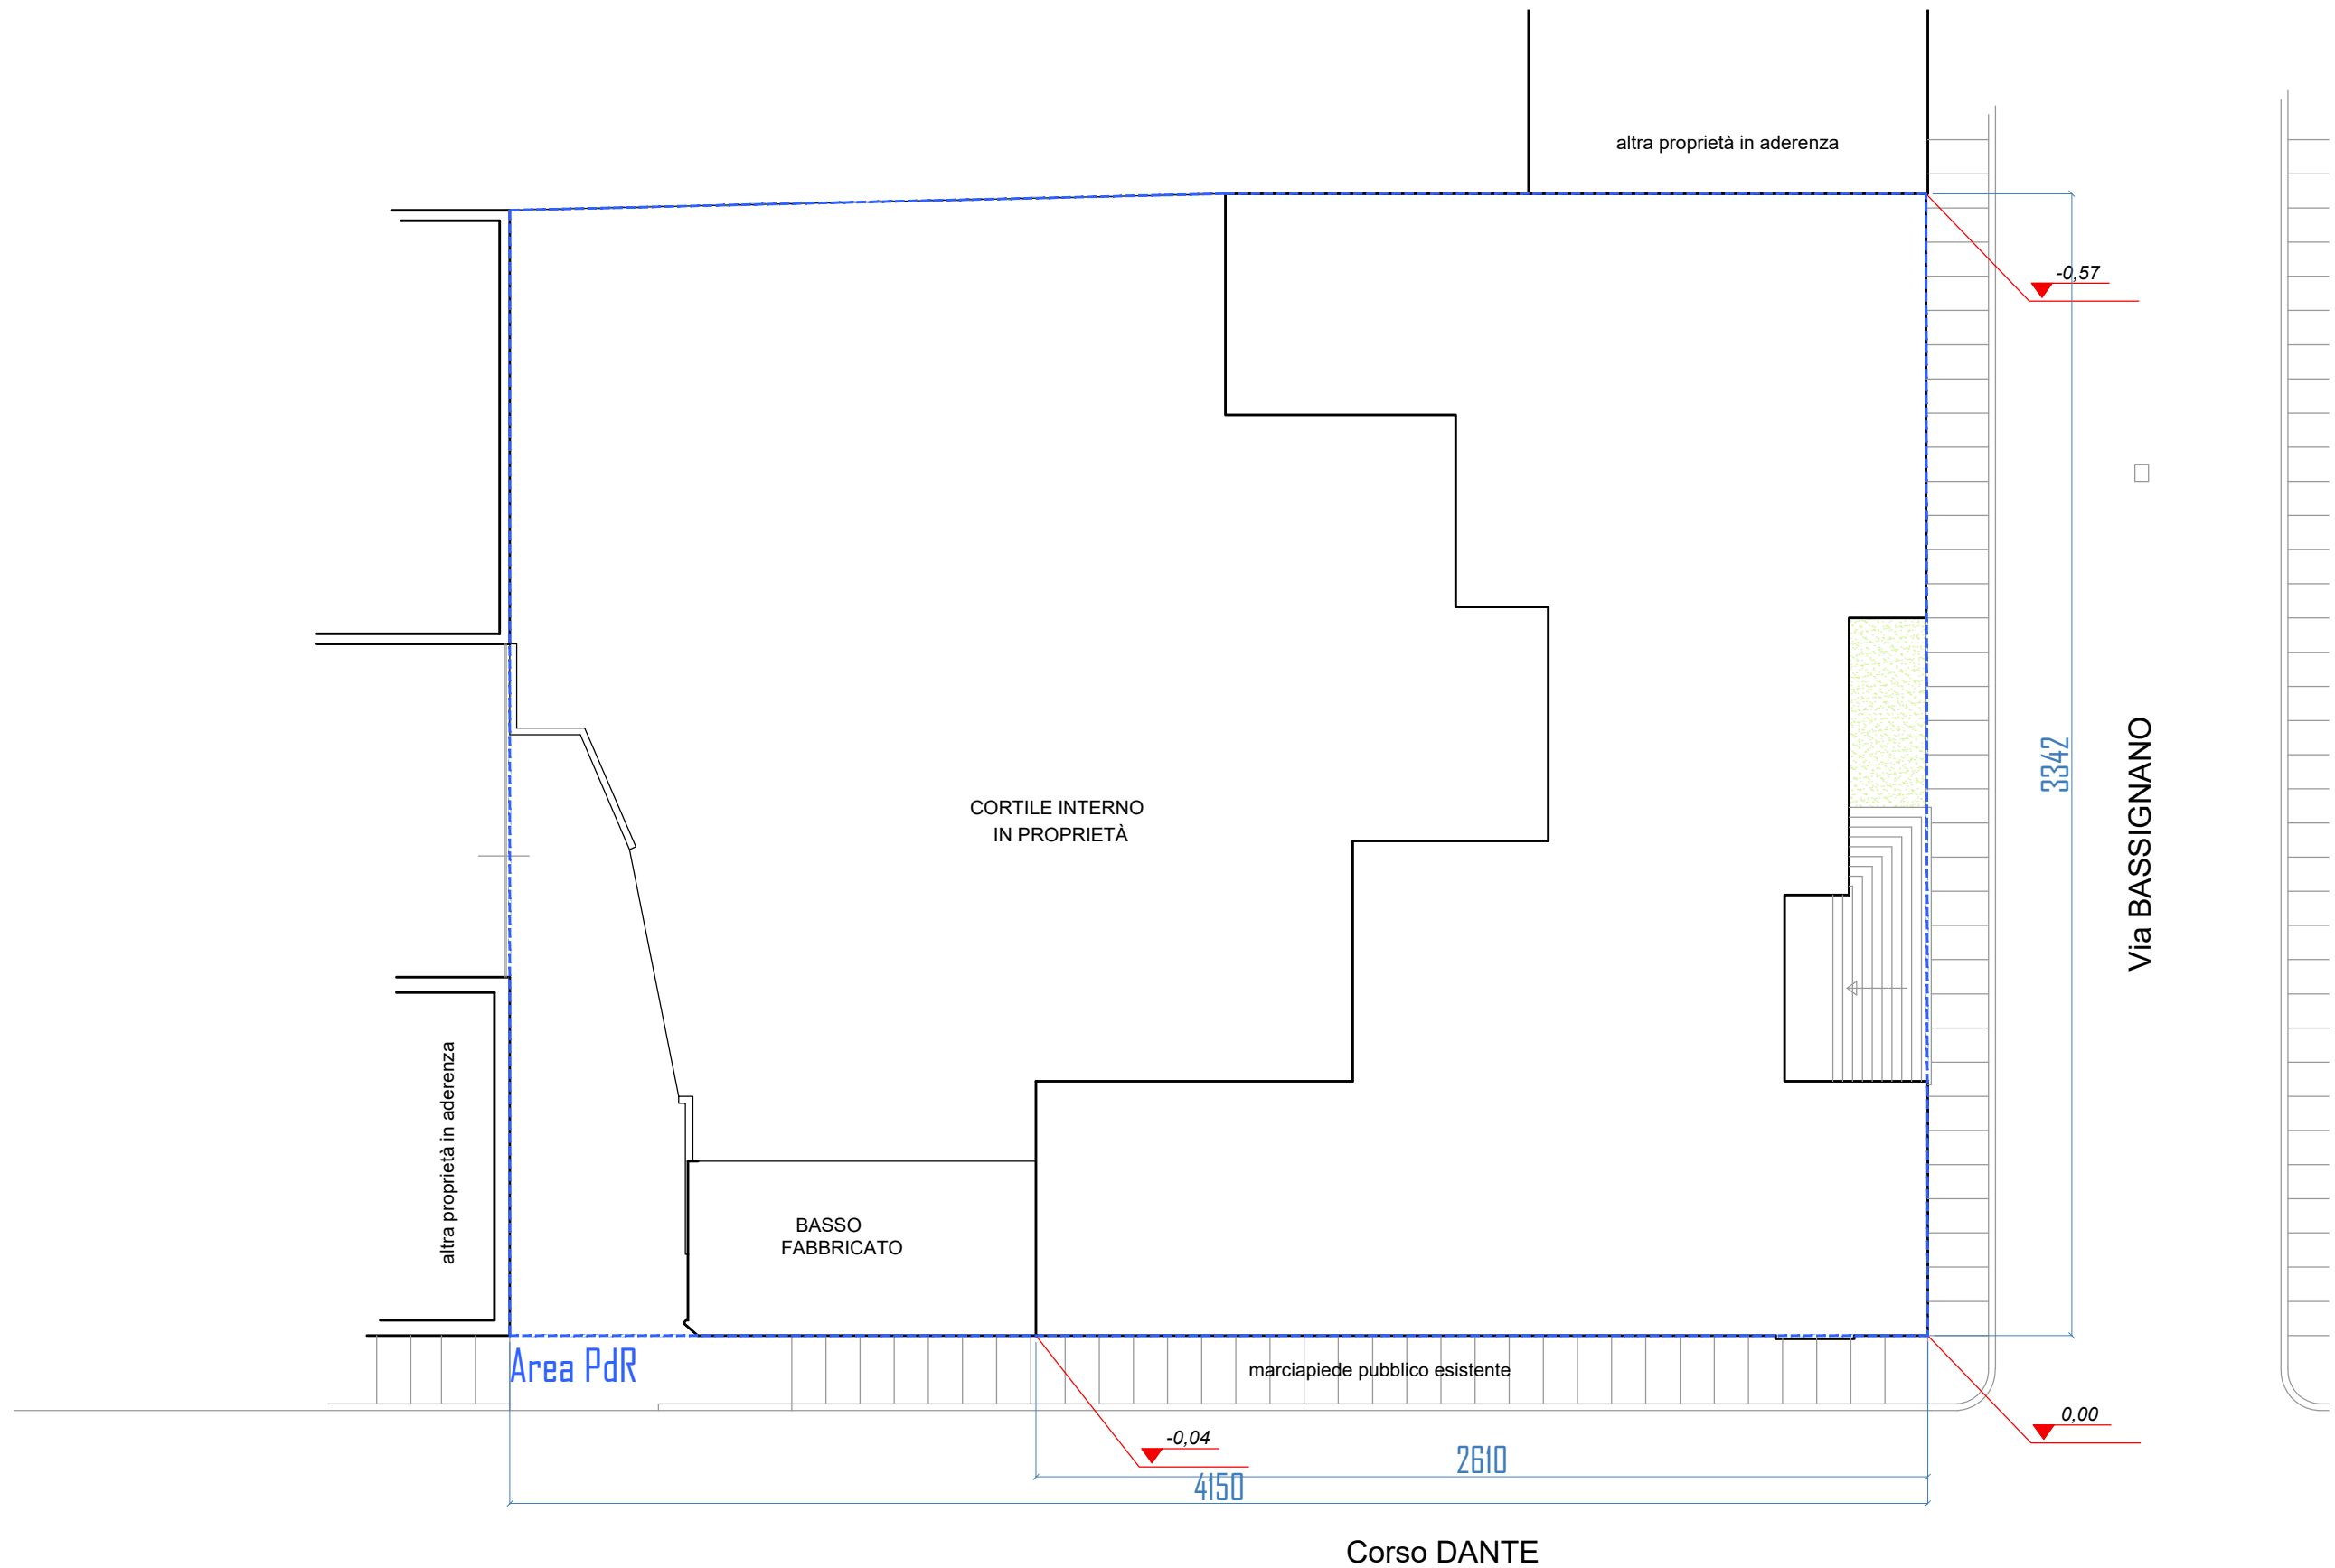 altra proprietà in aderenza
-0,57
3342
Via BASSIGNANO
CORTILE INTERNO
IN PROPRIETÀ
altra proprietà in aderenza
BASSO
FABBRICATO
Area PdR
marciapiede pubblico esistente
0,00
-0,04
2610
4150
Corso DANTE